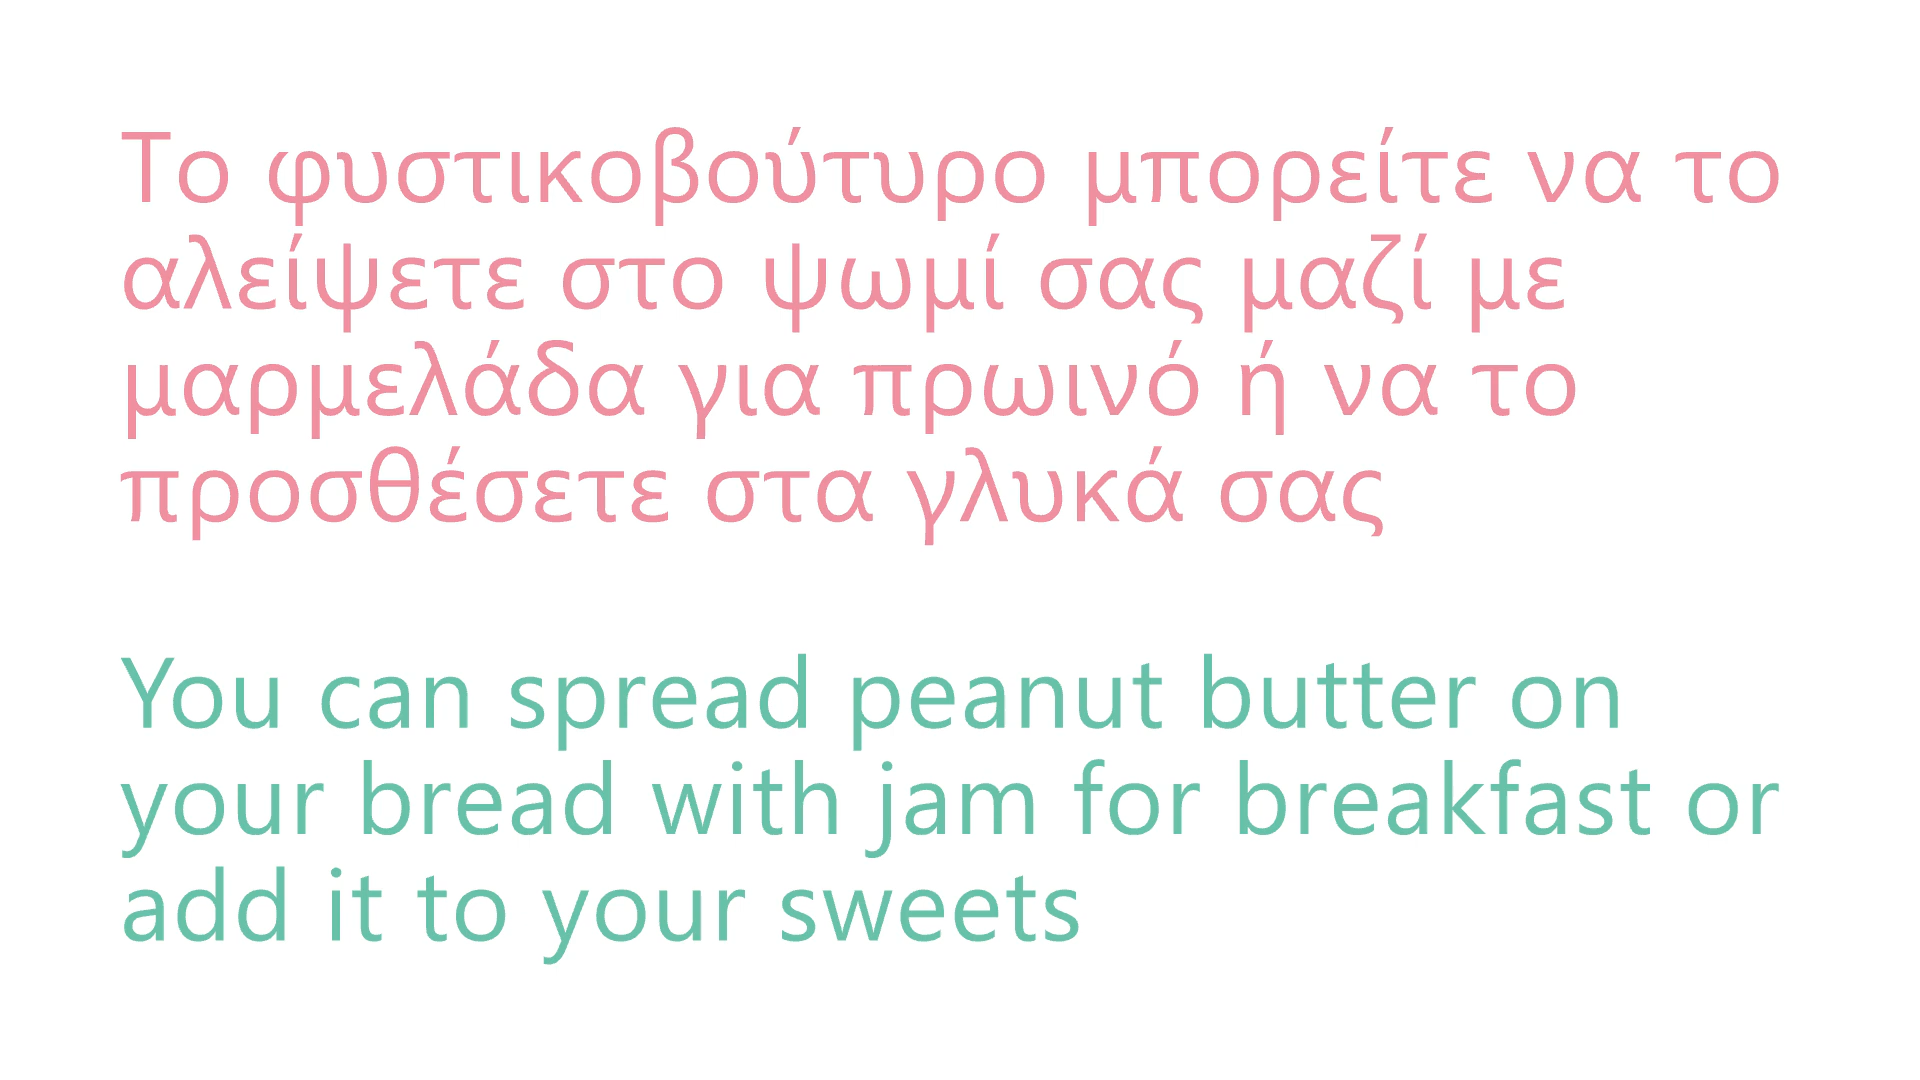 Το φυστικοβούτυρο μπορείτε να το
αλείψετε στο ψωμί σας μαζί με
μαρμελάδα για πρωινό ή να το
προσθέσετε στα γλυκά σας
You can spread peanut butter on
your bread with jam for breakfast or
add it to your sweets